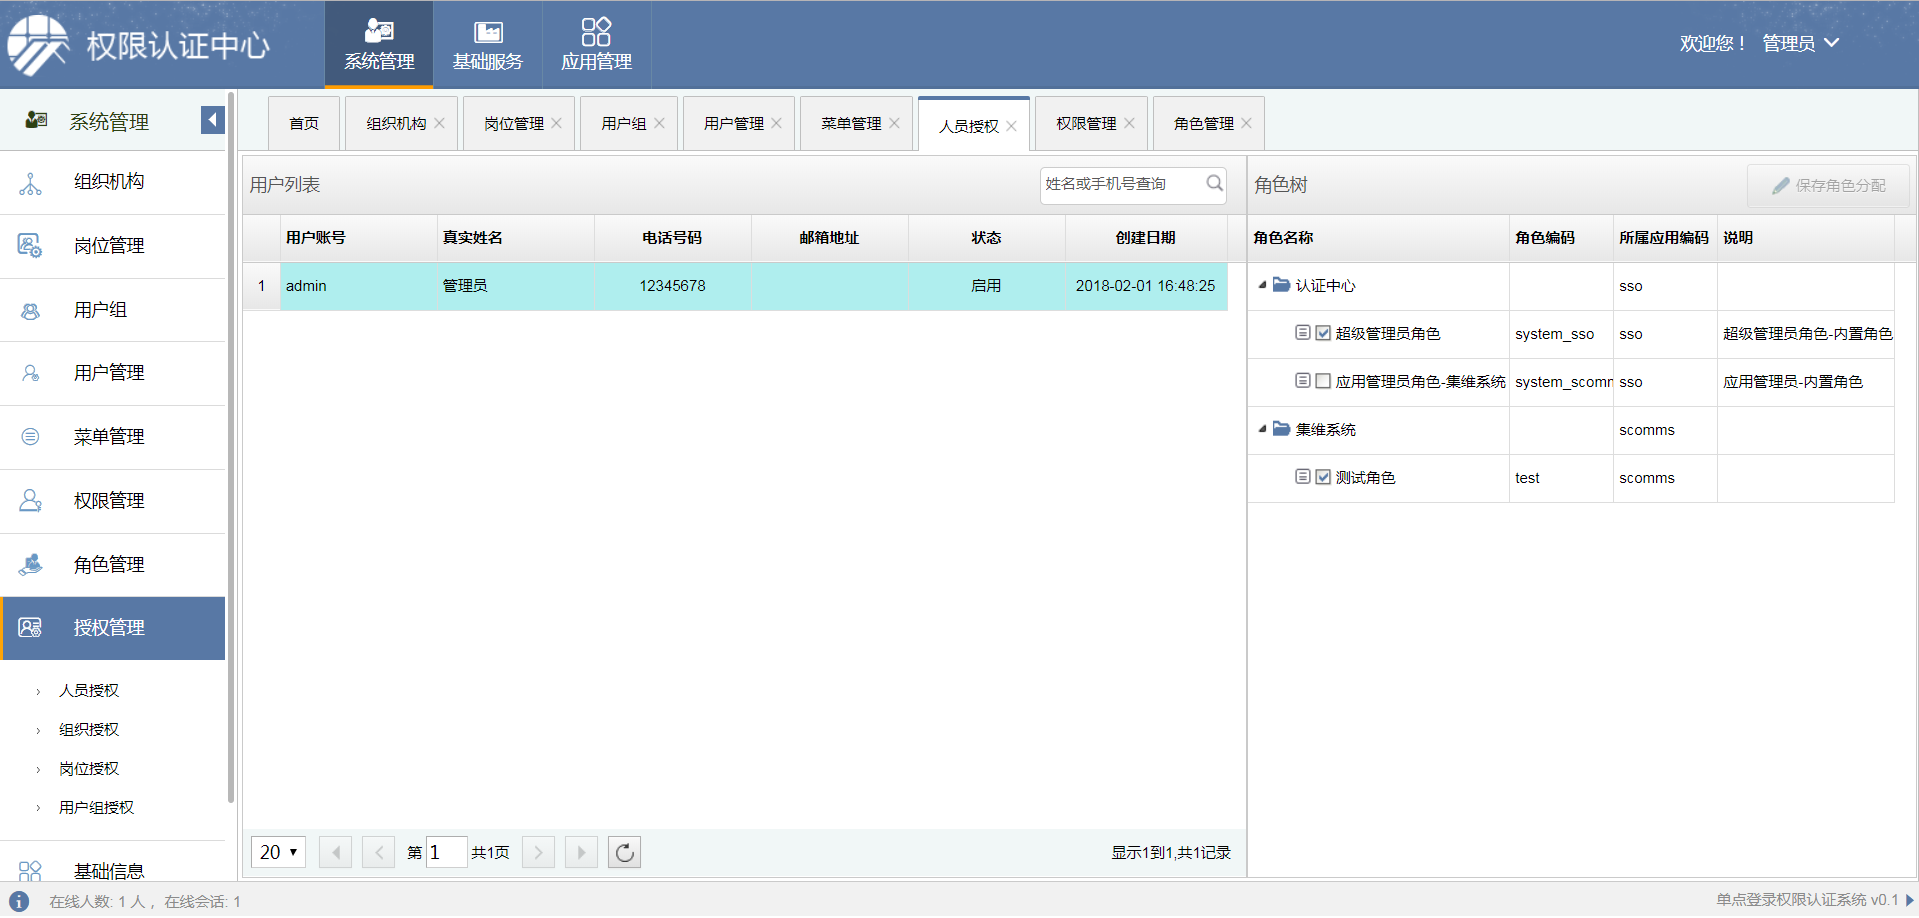 权限认证中心
系统管理
基础服务
应用管理
欢迎您！ 管理员
系统管理
组织机构
岗位管理
用户组
用户管理
菜单管理
权限管理
角色管理
授权管理
人员授权
组织授权
岗位授权
用户组授权
基础信息
首页 组织机构 岗位管理 用户组 用户管理 菜单管理 人员授权 权限管理 角色管理
用户列表
姓名或手机号查询
用户账号 真实姓名 电话号码 邮箱地址 状态 创建日期
1 admin 管理员 12345678 启用 2018-02-01 16:48:25
20 第 1 共1页
显示1到1,共1记录
角色树
保存角色分配
角色名称 角色编码 所属应用编码 说明
认证中心 sso
超级管理员角色 system_sso sso 超级管理员角色-内置角色
应用管理员角色-集维系统 system_scomm sso 应用管理员-内置角色
集维系统 scomms
测试角色 test scomms
在线人数: 1 人 ，在线会话: 1
单点登录权限认证系统 v0.1